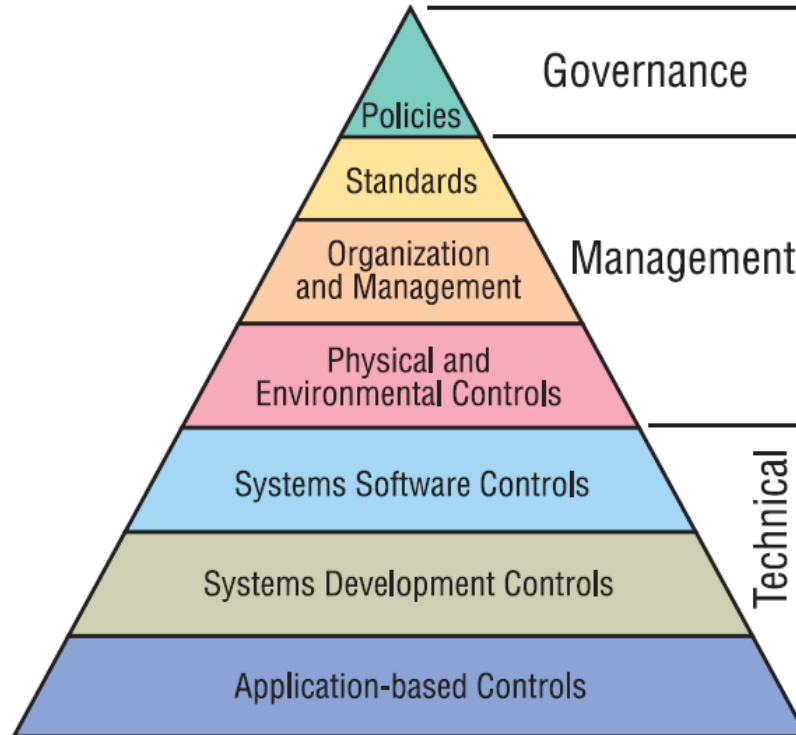 Governance
Policies
Standards
Organization
and Management
Management
Physical and
Environmental Controls
Systems Software Controls
Technical
Systems Development Controls
Application-based Controls